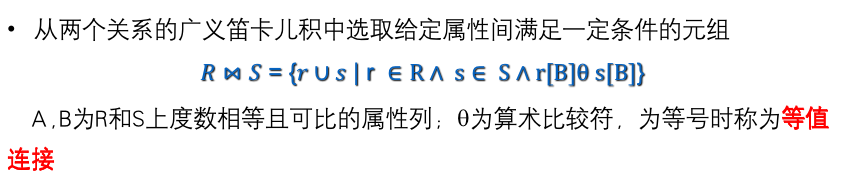 • 从两个关系的广义笛卡儿积中选取给定属性间满足一定条件的元组
R ⋈ S = {r ∪ s | r ∈ R ∧ s ∈ S ∧ r[B]θ s[B]}
A ,B为R和S上度数相等且可比的属性列；θ为算术比较符，为等号时称为等值
连接